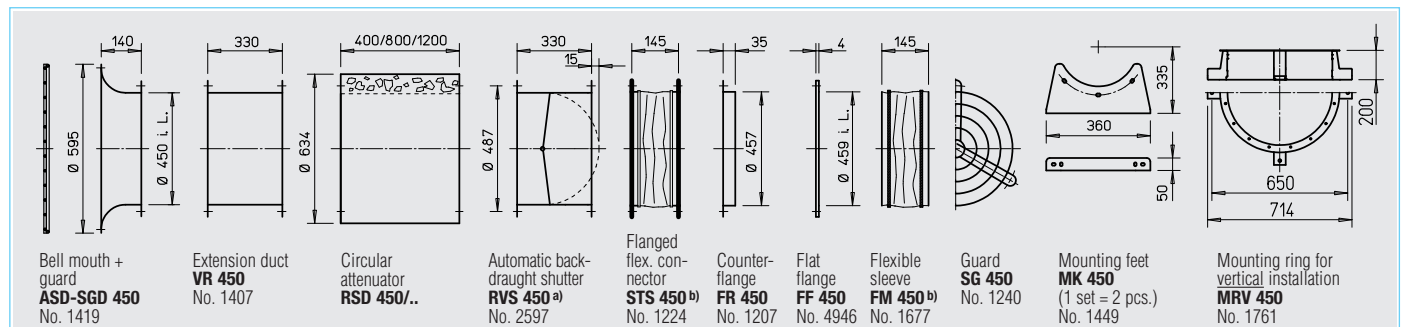 140
330
400/800/1200
330
15
145
35
4
145
335
200
Ø 595
Ø 450 i. L.
Ø 634
Ø 487
Ø 457
Ø 459 i. L.
360
50
650
714
Bell mouth +
guard
ASD-SGD 450
No. 1419
Extension duct
VR 450
No. 1407
Circular
attenuator
RSD 450/..
Automatic back-
draught shutter
RVS 450 a)
No. 2597
Flanged
flex. con-
nector
STS 450 b)
No. 1224
Counter-
flange
FR 450
No. 1207
Flat
flange
FF 450
No. 4946
Flexible
sleeve
FM 450 b)
No. 1677
Guard
SG 450
No. 1240
Mounting feet
MK 450
(1 set = 2 pcs.)
No. 1449
Mounting ring for
vertical installation
MRV 450
No. 1761